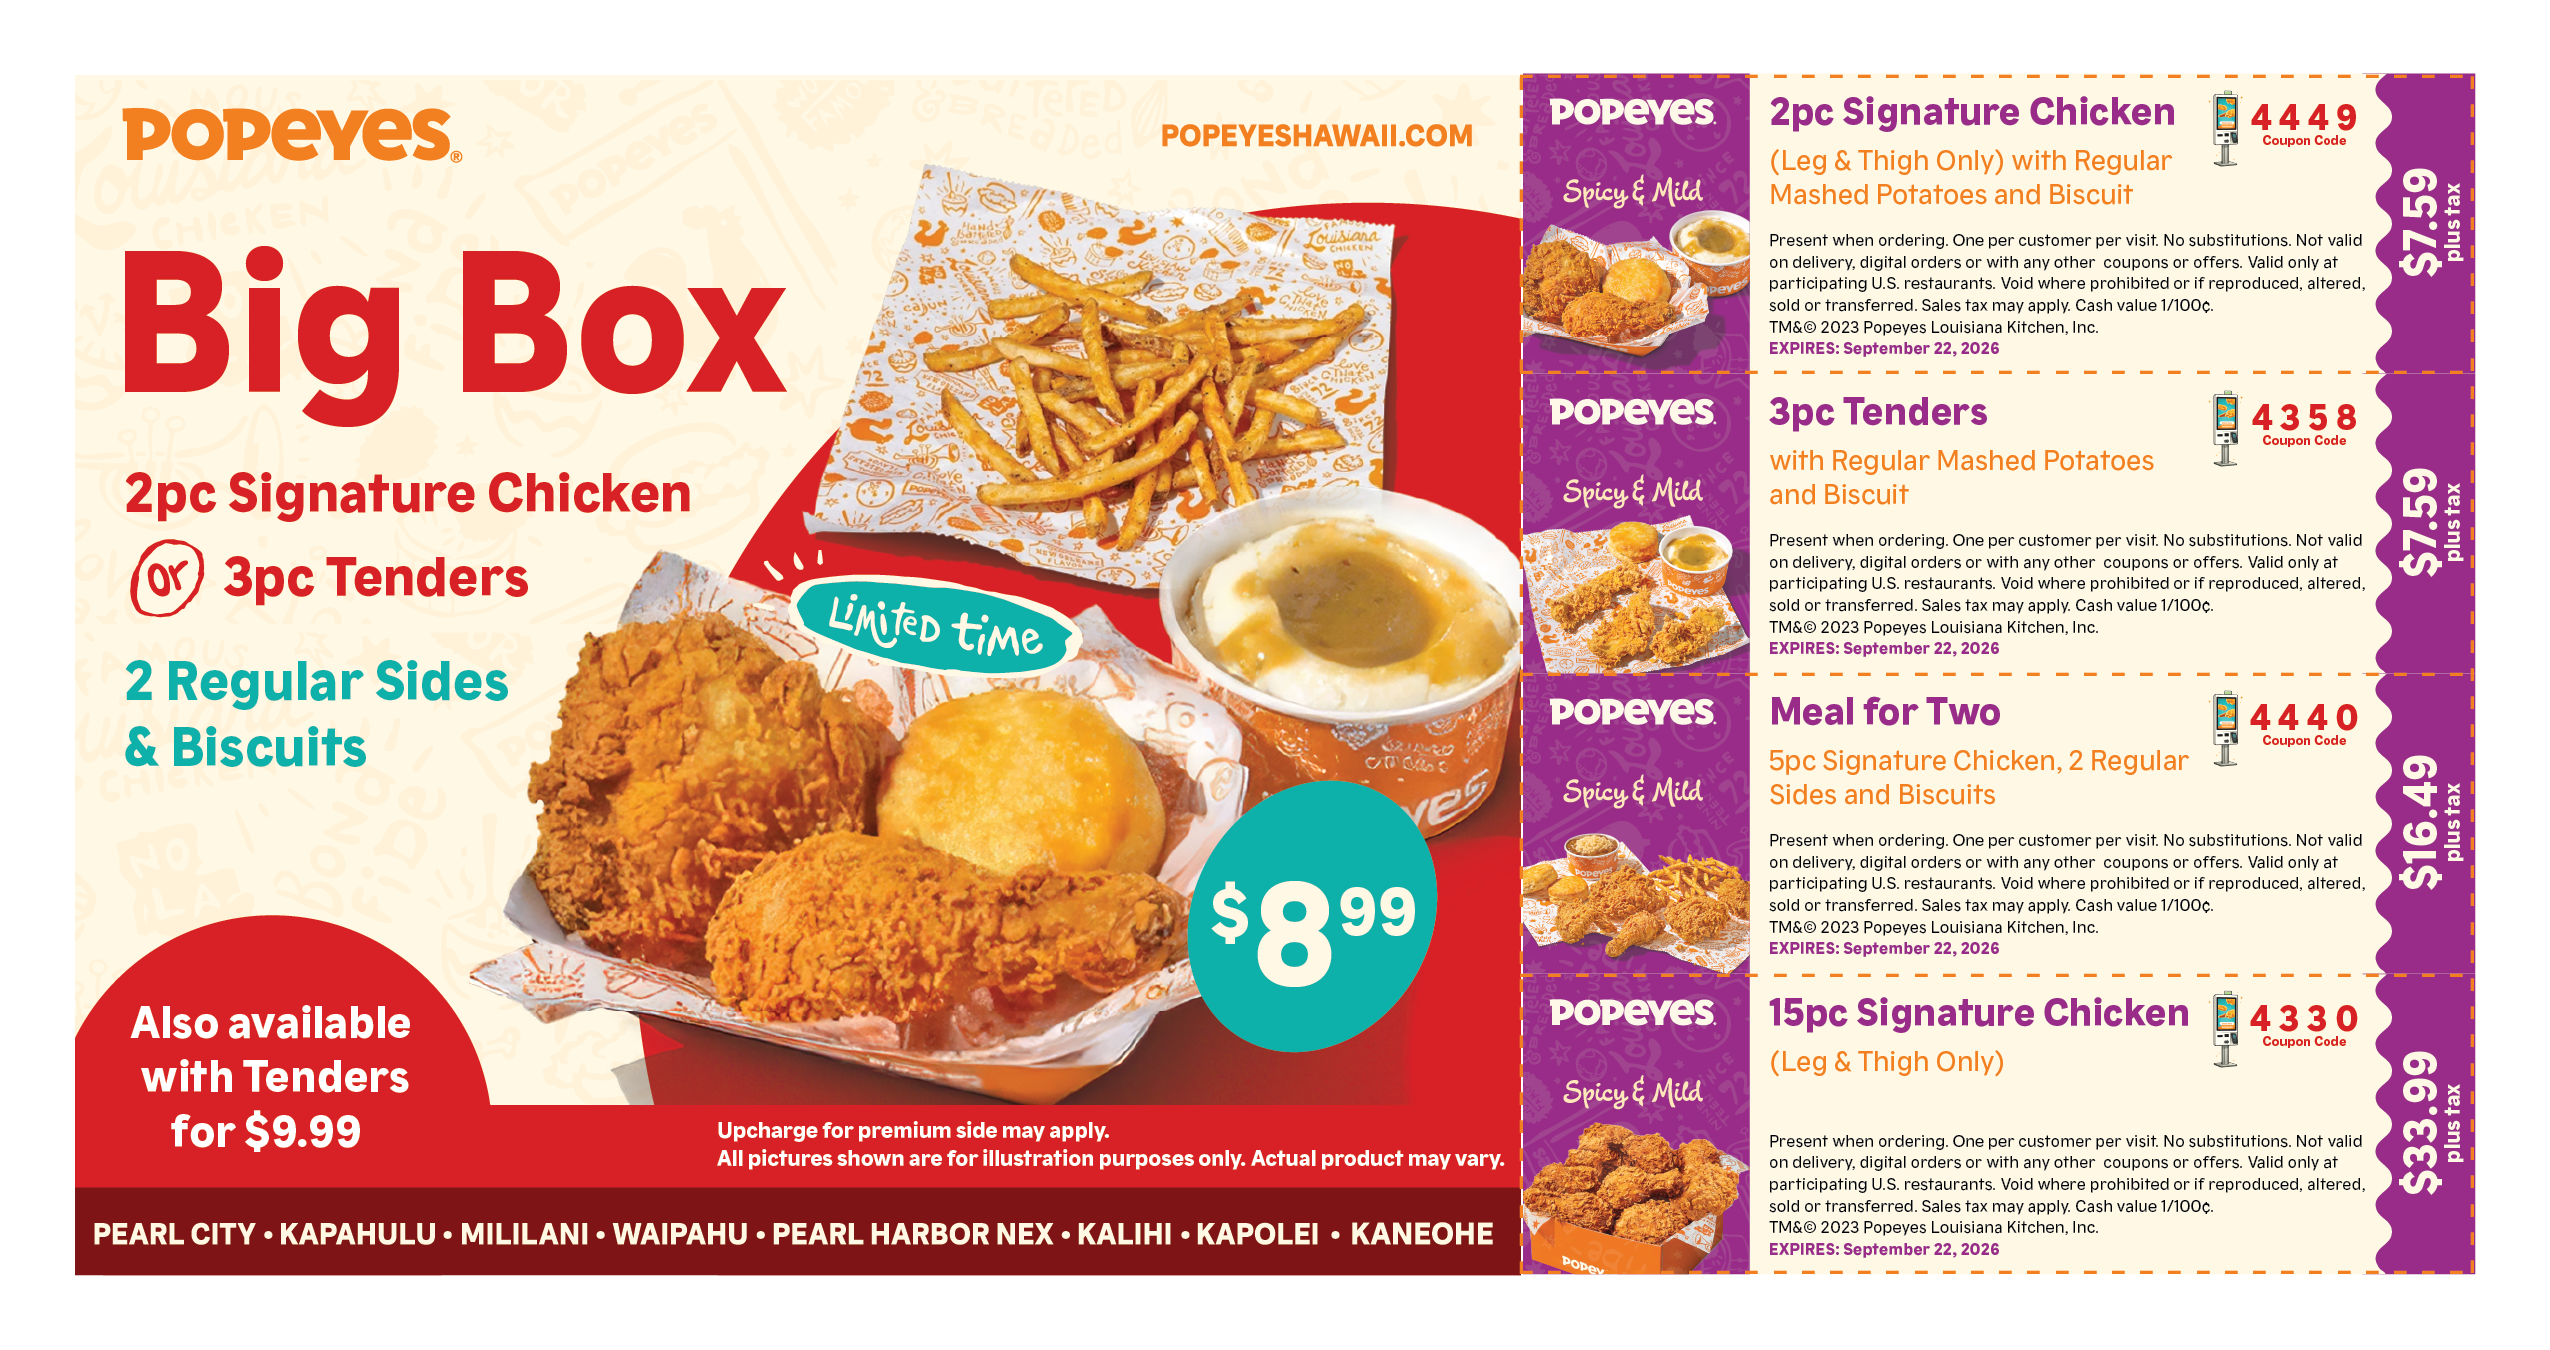 POPEYES®
POPEYESHAWAII.COM
Big Box
2pc Signature Chicken
or 3pc Tenders
2 Regular Sides
& Biscuits
LiMiTeD TiMe
$8 99
Also available
with Tenders
for $9.99
Upcharge for premium side may apply.
All pictures shown are for illustration purposes only. Actual product may vary.
PEARL CITY • KAPAHULU • MILILANI • WAIPAHU • PEARL HARBOR NEX • KALIHI • KAPOLEI • KANEOHE
POPEYES
Spicy & Mild
2pc Signature Chicken
(Leg & Thigh Only) with Regular
Mashed Potatoes and Biscuit
4449
Coupon Code
Present when ordering. One per customer per visit. No substitutions. Not valid
on delivery, digital orders or with any other coupons or offers. Valid only at
participating U.S. restaurants. Void where prohibited or if reproduced, altered,
sold or transferred. Sales tax may apply. Cash value 1/100¢.
TM&© 2023 Popeyes Louisiana Kitchen, Inc.
EXPIRES: September 22, 2026
$7.59
plus tax
POPEYES
Spicy & Mild
3pc Tenders
with Regular Mashed Potatoes
and Biscuit
4358
Coupon Code
Present when ordering. One per customer per visit. No substitutions. Not valid
on delivery, digital orders or with any other coupons or offers. Valid only at
participating U.S. restaurants. Void where prohibited or if reproduced, altered,
sold or transferred. Sales tax may apply. Cash value 1/100¢.
TM&© 2023 Popeyes Louisiana Kitchen, Inc.
EXPIRES: September 22, 2026
$7.59
plus tax
POPEYES
Spicy & Mild
Meal for Two
5pc Signature Chicken, 2 Regular
Sides and Biscuits
4440
Coupon Code
Present when ordering. One per customer per visit. No substitutions. Not valid
on delivery, digital orders or with any other coupons or offers. Valid only at
participating U.S. restaurants. Void where prohibited or if reproduced, altered,
sold or transferred. Sales tax may apply. Cash value 1/100¢.
TM&© 2023 Popeyes Louisiana Kitchen, Inc.
EXPIRES: September 22, 2026
$16.49
plus tax
POPEYES
Spicy & Mild
15pc Signature Chicken
(Leg & Thigh Only)
4330
Coupon Code
Present when ordering. One per customer per visit. No substitutions. Not valid
on delivery, digital orders or with any other coupons or offers. Valid only at
participating U.S. restaurants. Void where prohibited or if reproduced, altered,
sold or transferred. Sales tax may apply. Cash value 1/100¢.
TM&© 2023 Popeyes Louisiana Kitchen, Inc.
EXPIRES: September 22, 2026
$33.99
plus tax